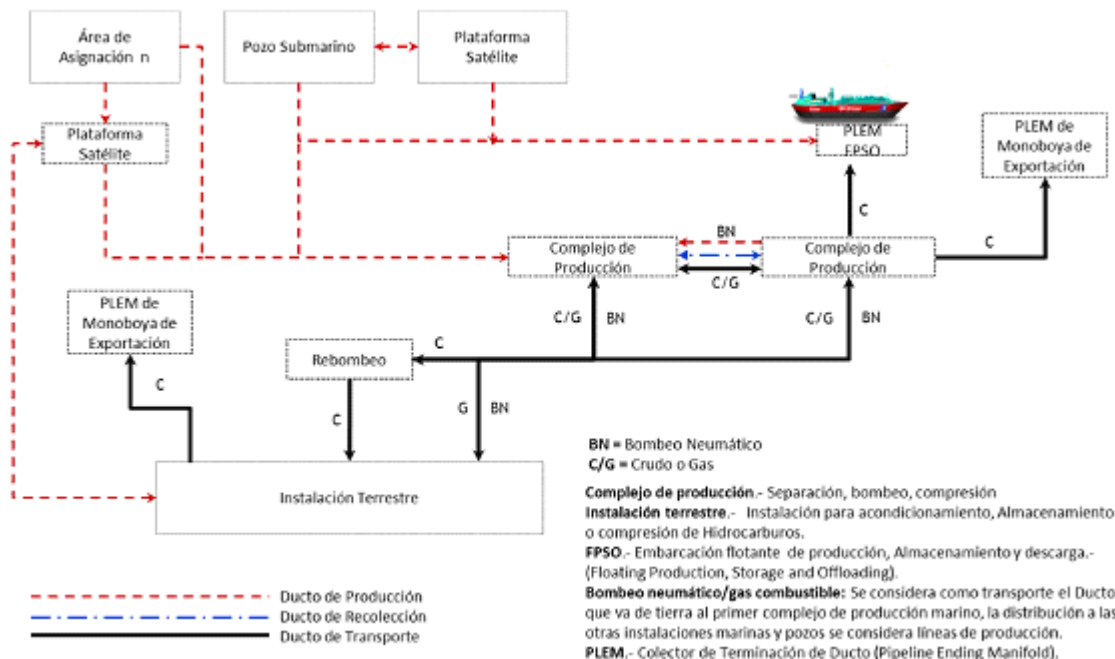 Área de
Asignación n
Pozo Submarino
Plataforma
Satélite
Plataforma
Satélite
PLEM
FPSO
PLEM de
Monoboya de
Exportación
C
C
BN
Complejo de
Producción
Complejo de
Producción
C/G
PLEM de
Monoboya de
Exportación
C/G
BN
C/G
BN
C
Rebombeo
C
C
G
BN
Instalación Terrestre
BN = Bombeo Neumático
C/G = Crudo o Gas
Complejo de producción.- Separación, bombeo, compresión
Instalación terrestre.- Instalación para acondicionamiento, Almacenamiento
o compresión de Hidrocarburos.
FPSO.- Embarcación flotante de producción, Almacenamiento y descarga.-
(Floating Production, Storage and Offloading).
Bombeo neumático/gas combustible: Se considera como transporte el Ducto
que va de tierra al primer complejo de producción marino, la distribución a las
otras instalaciones marinas y pozos se considera líneas de producción.
PLEM.- Colector de Terminación de Ducto (Pipeline Ending Manifold).
Ducto de Producción
Ducto de Recolección
Ducto de Transporte